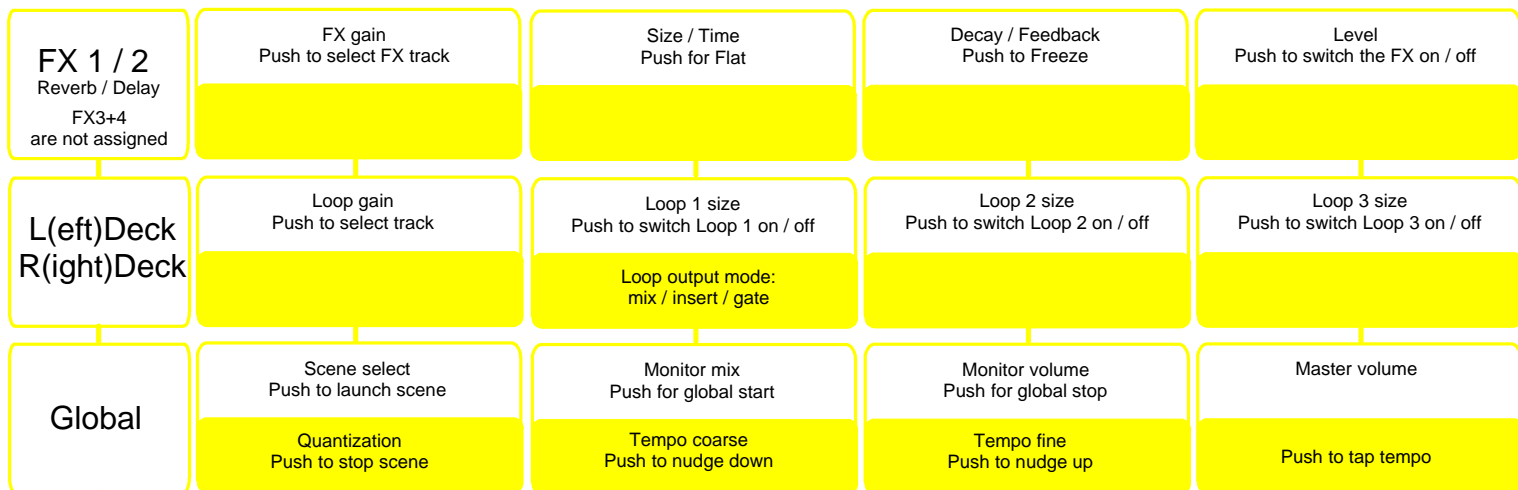 FX 1 / 2
Reverb / Delay
FX3+4
are not assigned
FX gain
Push to select FX track
Size / Time
Push for Flat
Decay / Feedback
Push to Freeze
Level
Push to switch the FX on / off
L(eft)Deck
R(ight)Deck
Loop gain
Push to select track
Loop 1 size
Push to switch Loop 1 on / off
Loop output mode:
mix / insert / gate
Loop 2 size
Push to switch Loop 2 on / off
Loop 3 size
Push to switch Loop 3 on / off
Global
Scene select
Push to launch scene
Quantization
Push to stop scene
Monitor mix
Push for global start
Tempo coarse
Push to nudge down
Monitor volume
Push for global stop
Tempo fine
Push to nudge up
Master volume
Push to tap tempo